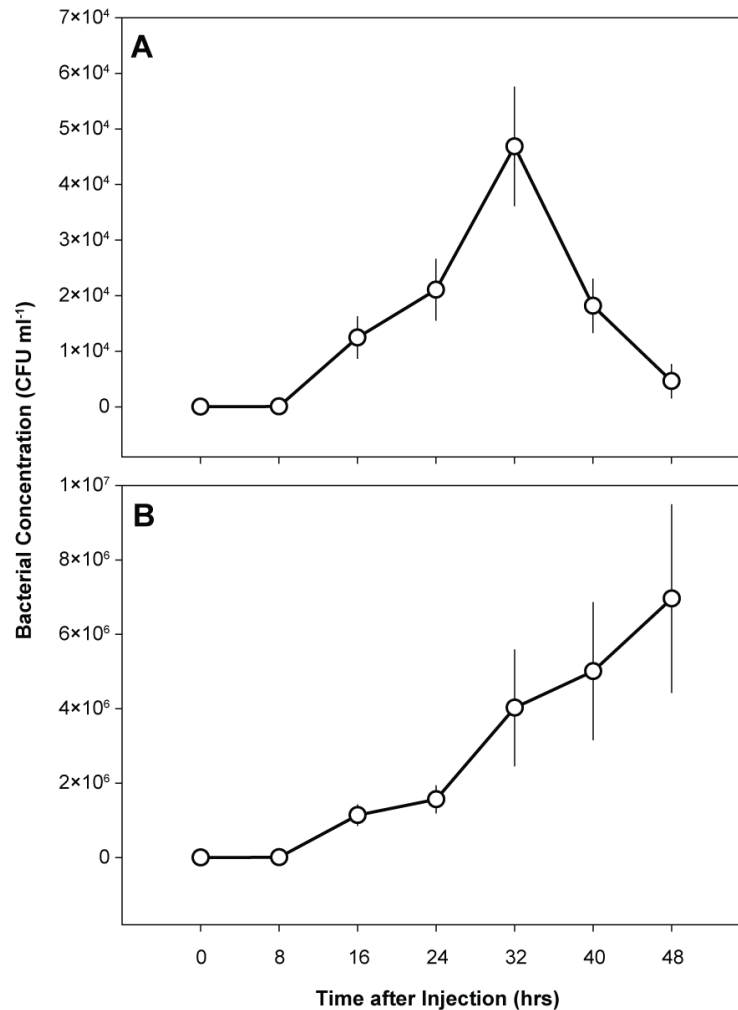 A
7×10⁴
6×10⁴
5×10⁴
4×10⁴
3×10⁴
2×10⁴
1×10⁴
0
Bacterial Concentration (CFU ml⁻¹)
B
1×10⁷
8×10⁶
6×10⁶
4×10⁶
2×10⁶
0
0 8 16 24 32 40 48
Time after Injection (hrs)